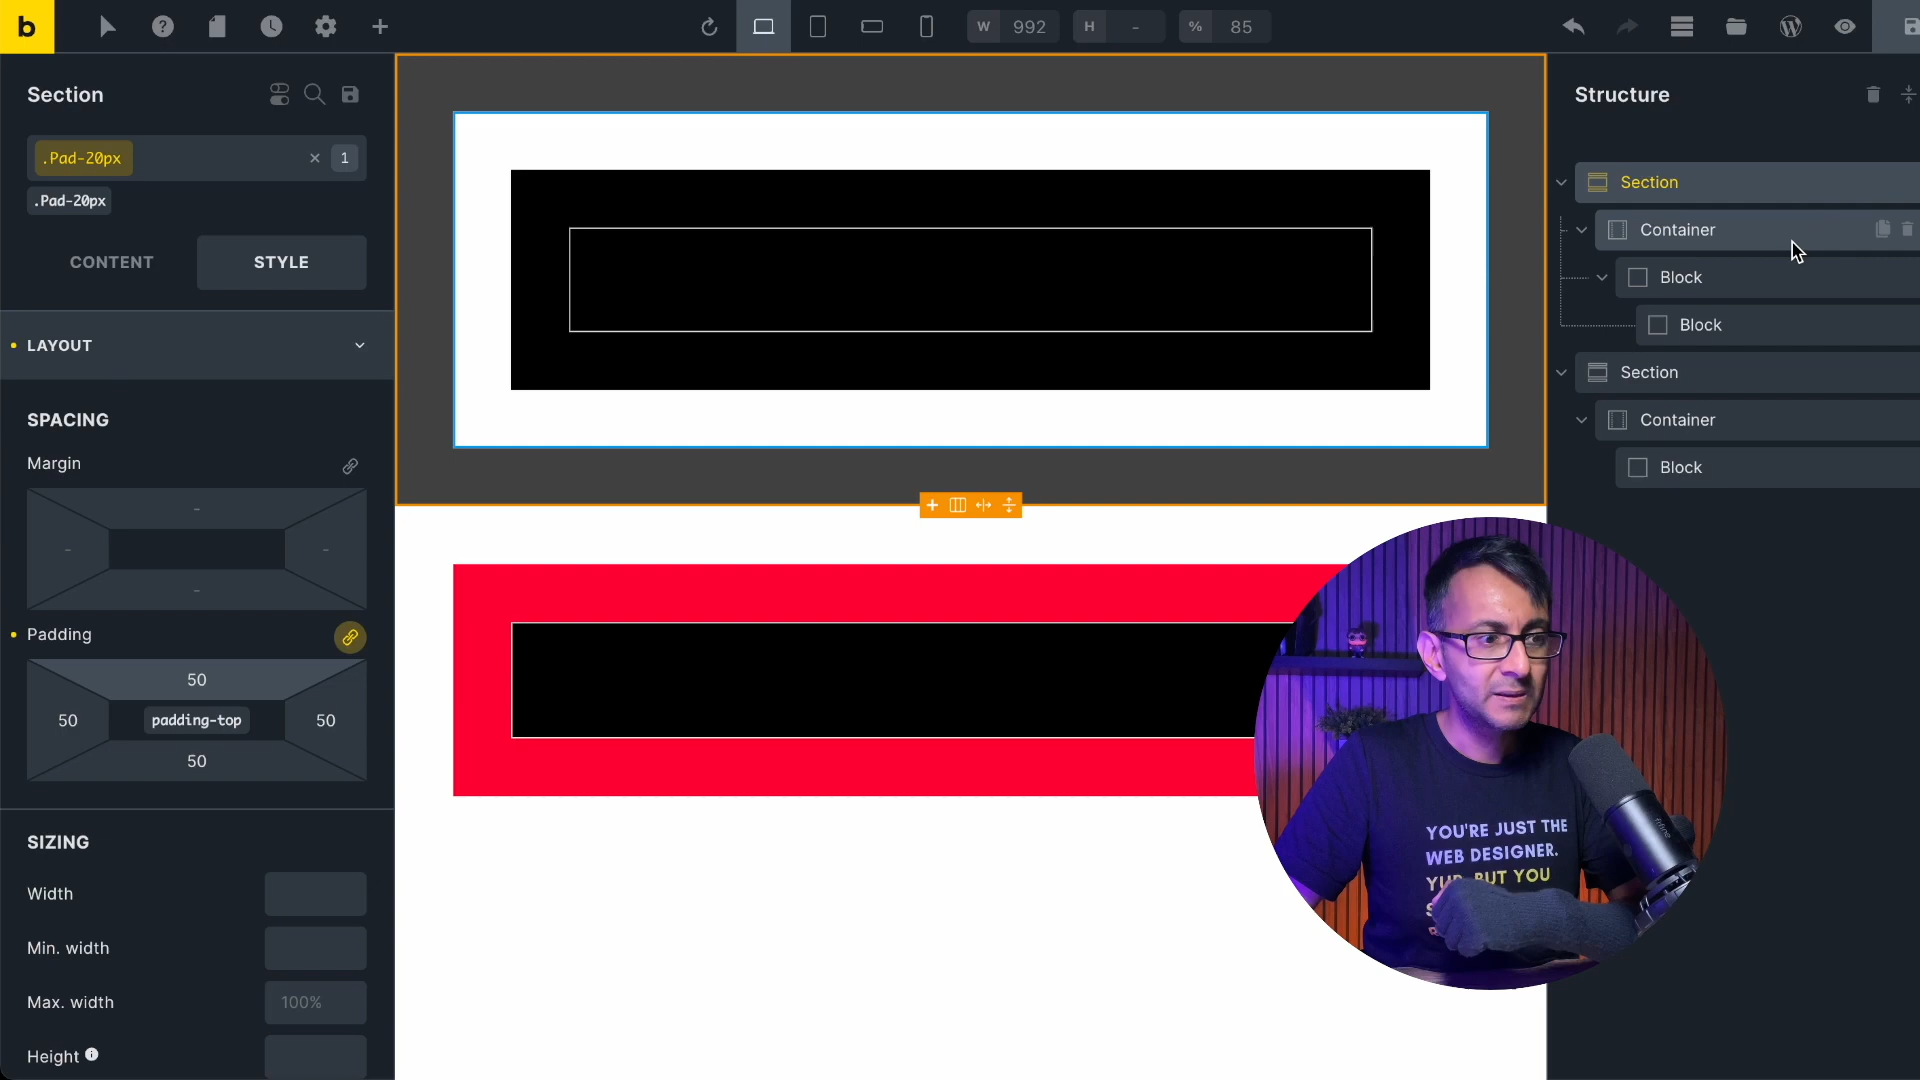 b
W 992
H -
% 85
Section
.Pad-20px
× 1
.Pad-20px
CONTENT
STYLE
LAYOUT
SPACING
Margin
-
- -
-
Padding
50
50 padding-top 50
50
SIZING
Width
Min. width
Max. width 100%
Height
Structure
Section
Container
Block
Block
Section
Container
Block
YOU'RE JUST THE
WEB DESIGNER.
YUP, BUT YOU
fifine